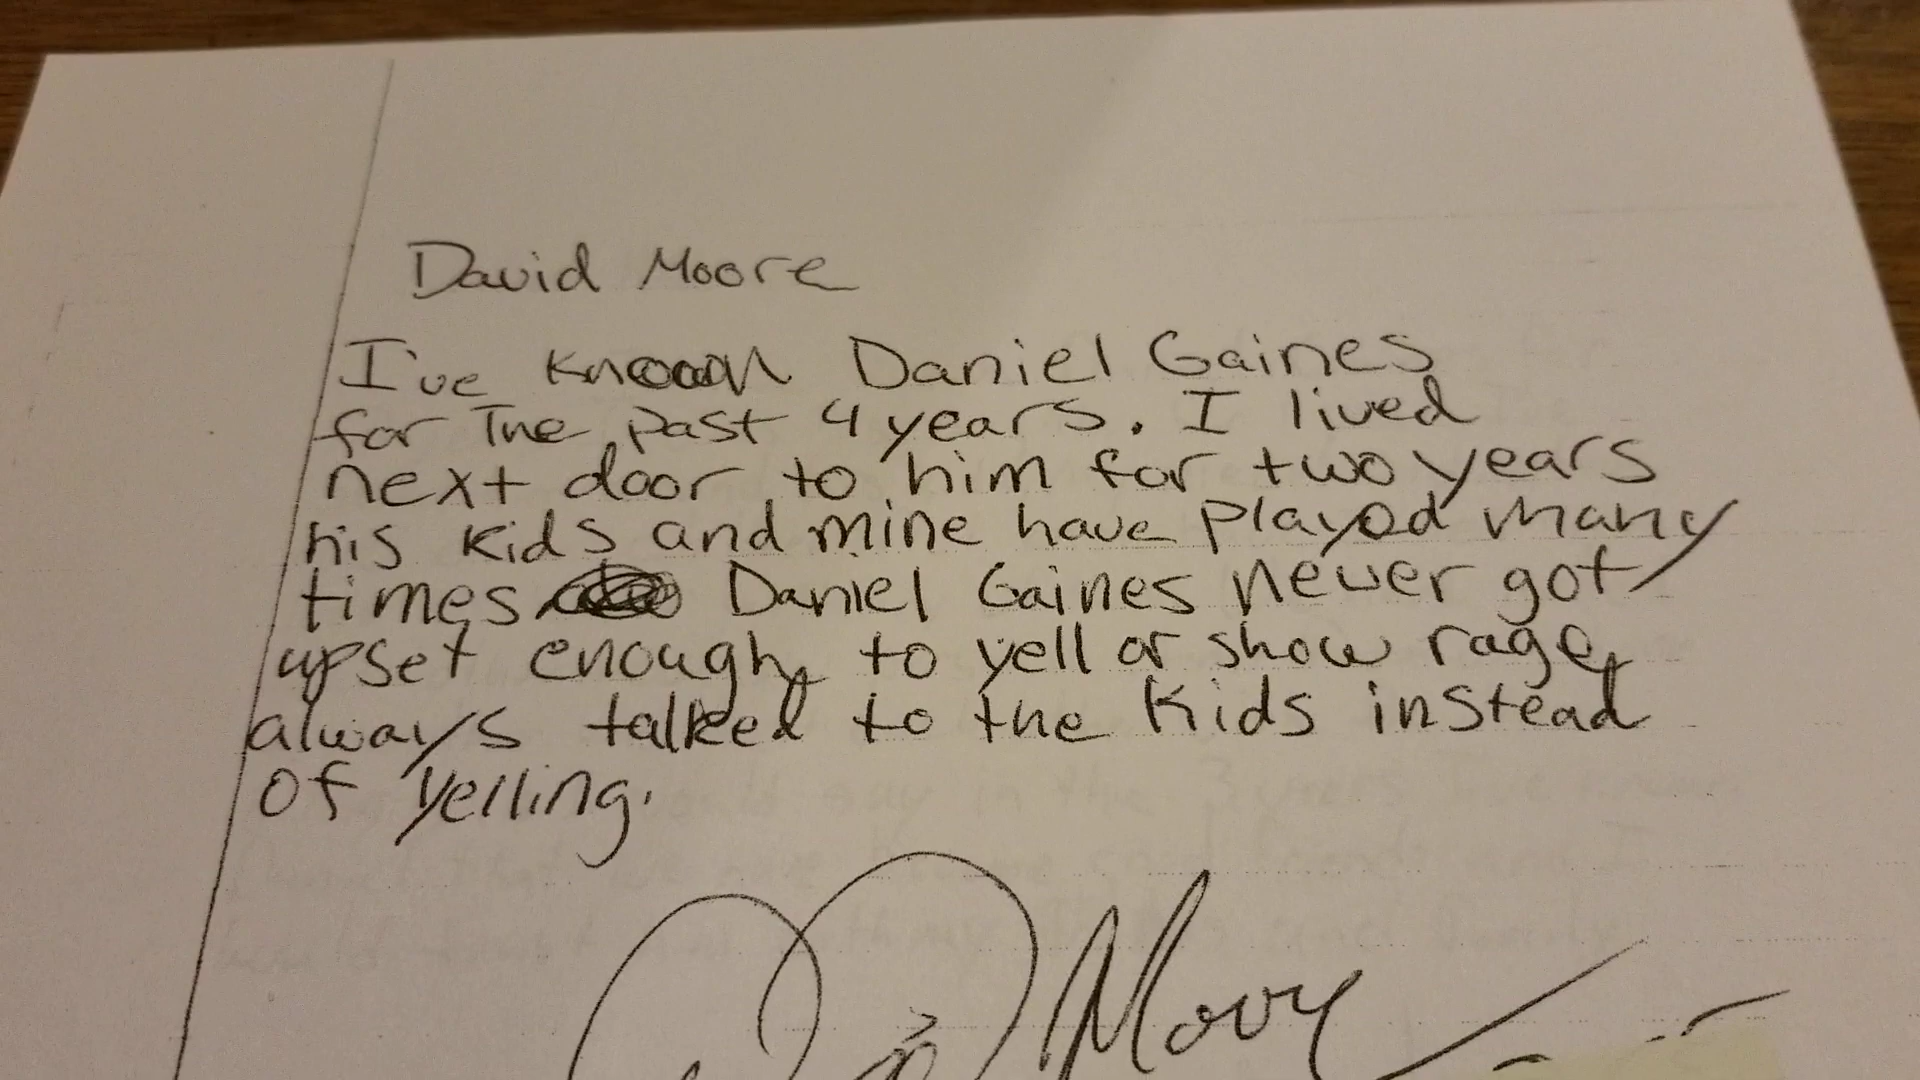 David Moore
I've known Daniel Gaines
for The past 4 years. I lived
next door to him for two years
his kids and mine have played many
times Daniel Gaines never got
upset enough to yell or show rage
always talked to the kids instead
of yelling.
Moore